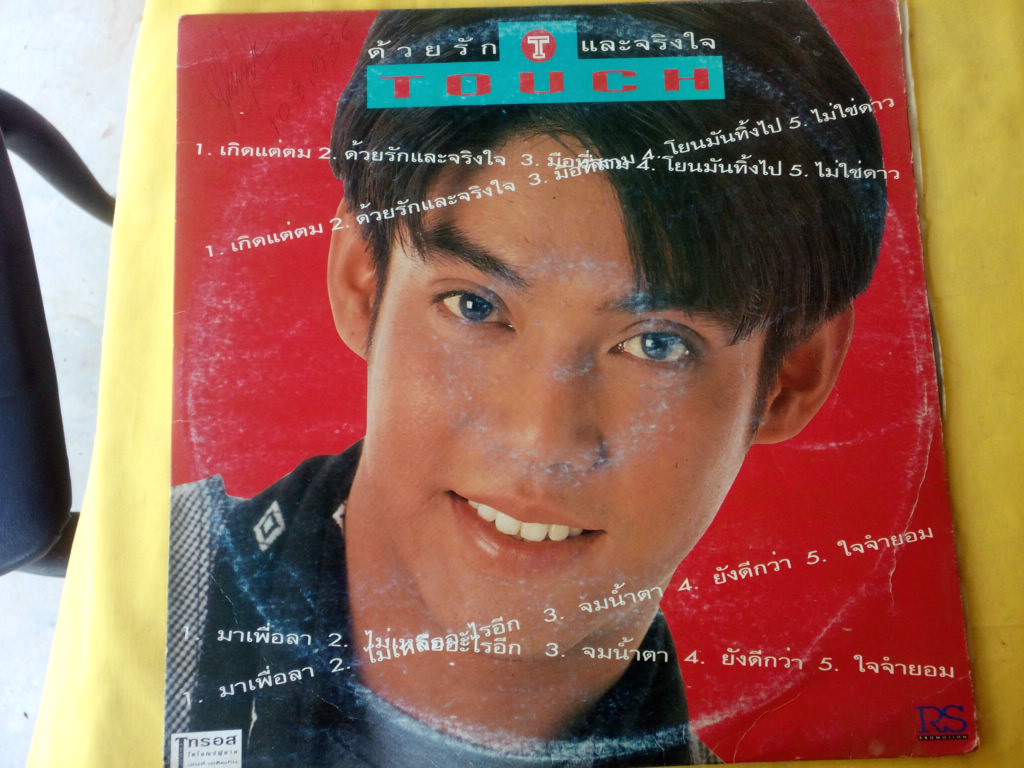 ด้วยรัก T และจริงใจ
TOUCH
1. เกิดแต่ตม 2. ด้วยรักและจริงใจ 3. มือที่สาม 4. โยนมันทิ้งไป 5. ไม่ใช่ดาว
1. เกิดแต่ตม 2. ด้วยรักและจริงใจ 3. มือที่สาม 4. โยนมันทิ้งไป 5. ไม่ใช่ดาว
1. มาเพื่อลา 2. ไม่เหลืออะไรอีก 3. จมน้ำตา 4. ยังดีกว่า 5. ใจจำยอม
1. มาเพื่อลา 2. ไม่เหลืออะไรอีก 3. จมน้ำตา 4. ยังดีกว่า 5. ใจจำยอม
RS
PROMOTION
ไทรอส